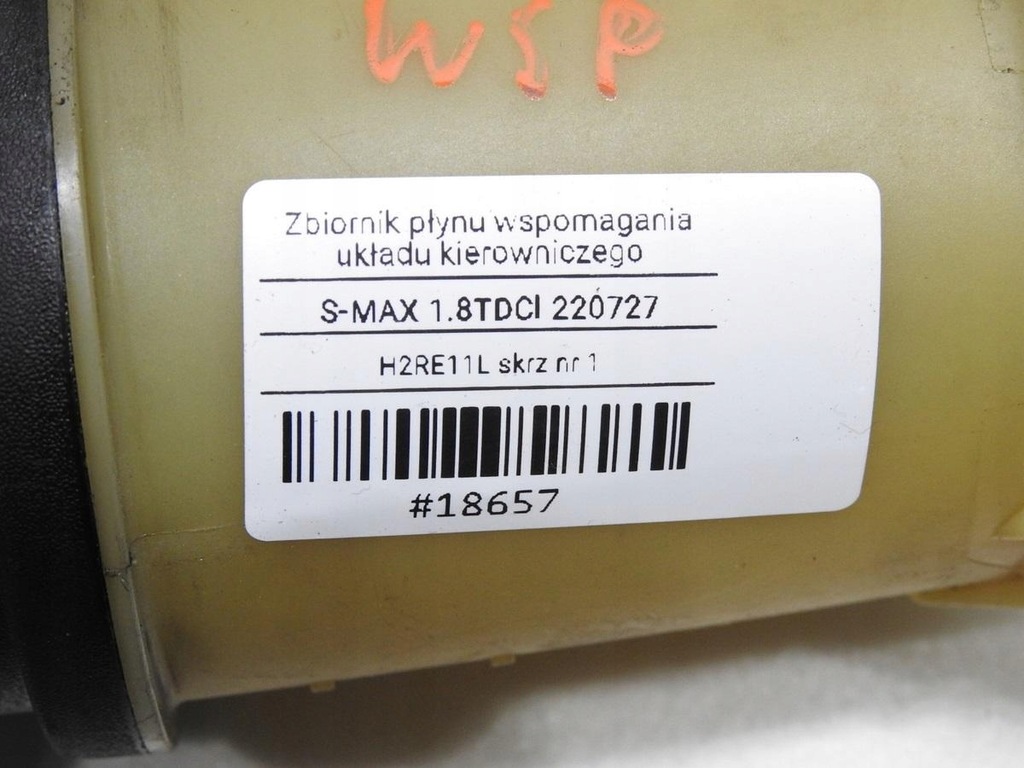 WSP
Zbiornik płynu wspomagania
układu kierowniczego
S-MAX 1.8TDCI 220727
H2RE11L skrz nr 1
#18657